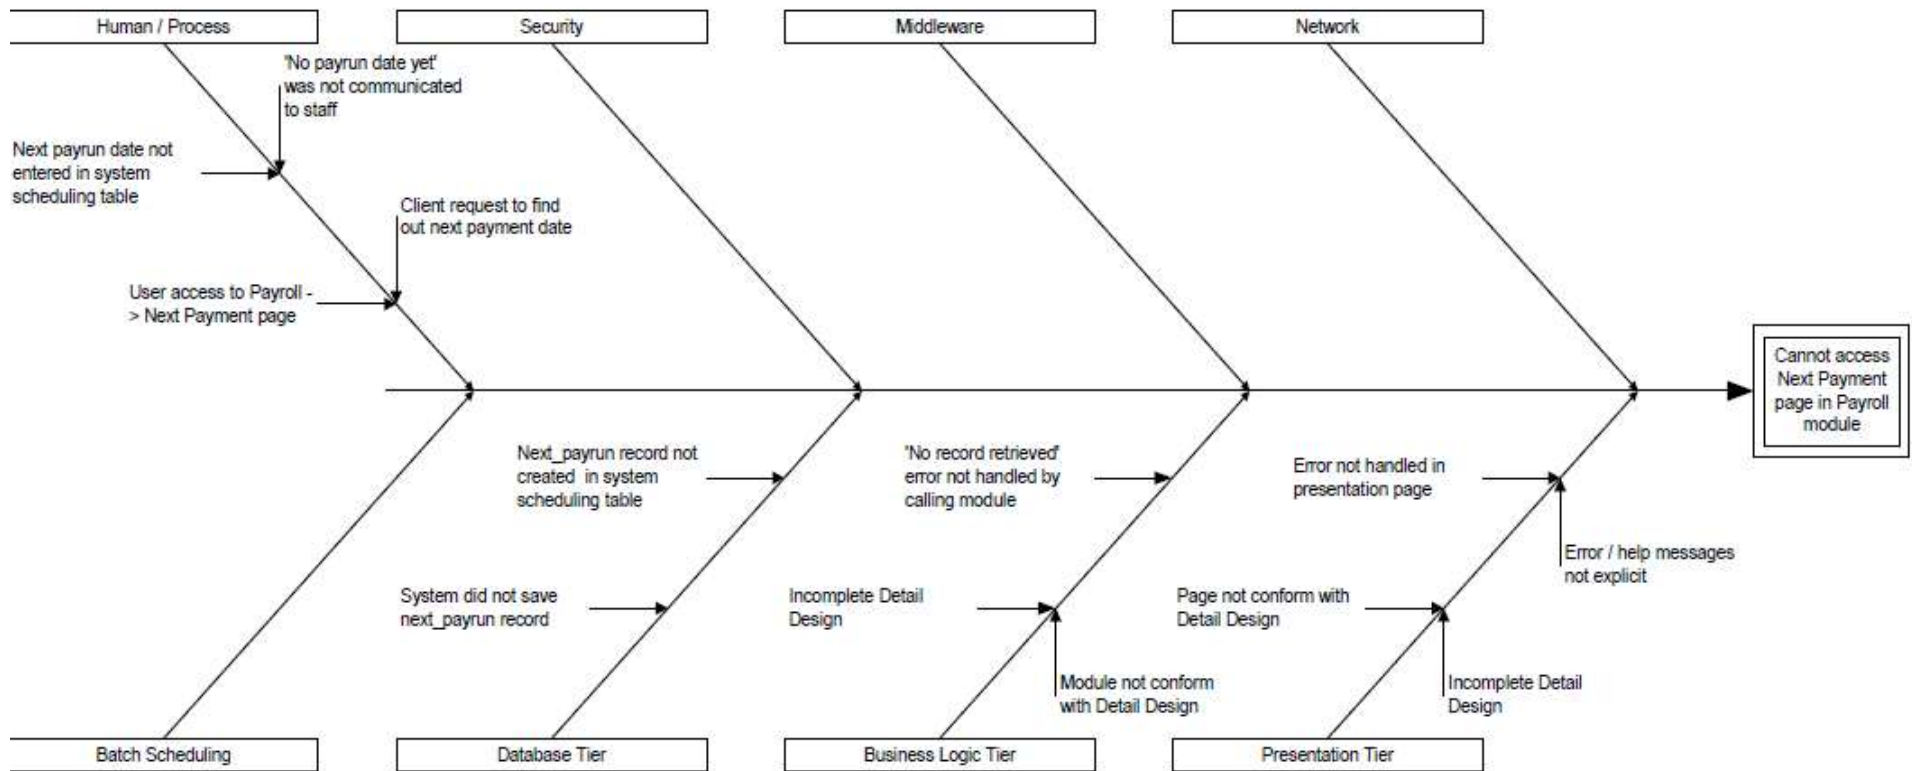 Human / Process
Security
Middleware
Network
'No payrun date yet'
was not communicated
to staff
Next payrun date not
entered in system
scheduling table
Client request to find
out next payment date
User access to Payroll -
> Next Payment page
Cannot access
Next Payment
page in Payroll
module
Next_payrun record not
created in system
scheduling table
'No record retrieved'
error not handled by
calling module
Error not handled in
presentation page
Error / help messages
not explicit
System did not save
next_payrun record
Incomplete Detail
Design
Page not conform with
Detail Design
Module not conform
with Detail Design
Incomplete Detail
Design
Batch Scheduling
Database Tier
Business Logic Tier
Presentation Tier